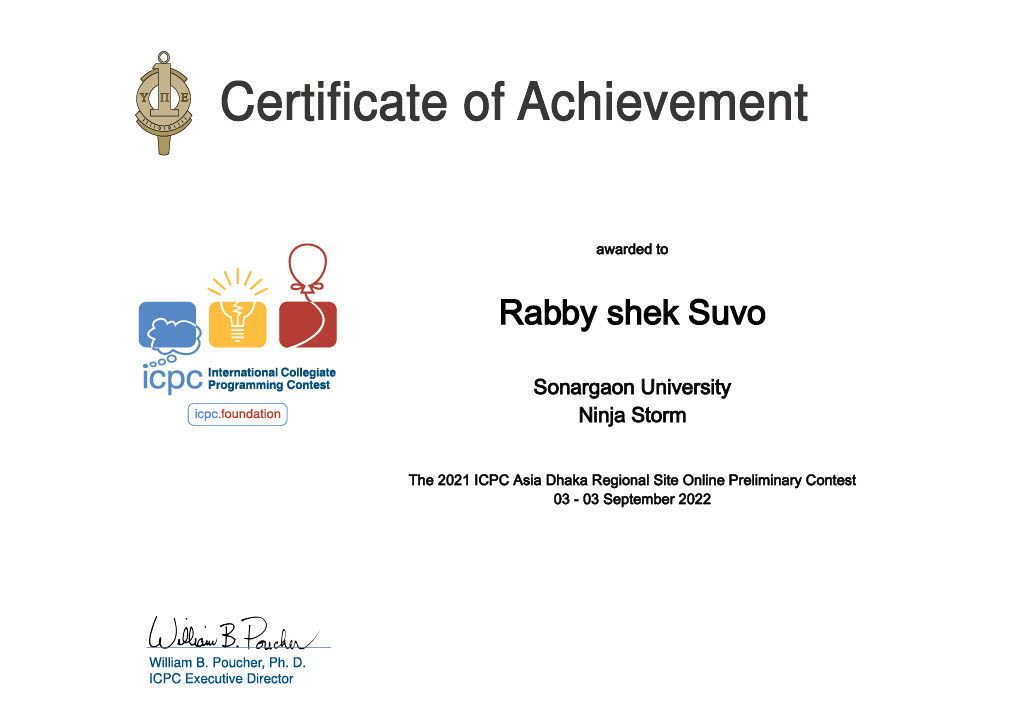 Υ Π Ε
Certificate of Achievement
awarded to
Rabby shek Suvo
Sonargaon University
Ninja Storm
icpc International Collegiate
Programming Contest
icpc.foundation
The 2021 ICPC Asia Dhaka Regional Site Online Preliminary Contest
03 - 03 September 2022
William B. Poucher
William B. Poucher, Ph. D.
ICPC Executive Director